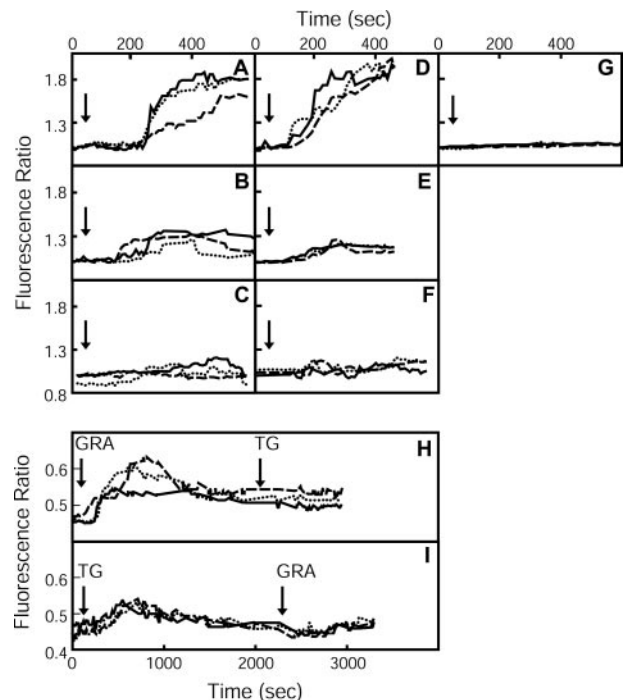 Time (sec)
0 200 400 0 200 400 0 200 400
1.8 A D G
1.3
1.8 B E
1.3
1.8 C F
1.3
0.8
Fluorescence Ratio
GRA TG H
0.6
0.5
TG GRA I
0.6
0.5
0.4
Fluorescence Ratio
0 1000 2000 3000
Time (sec)